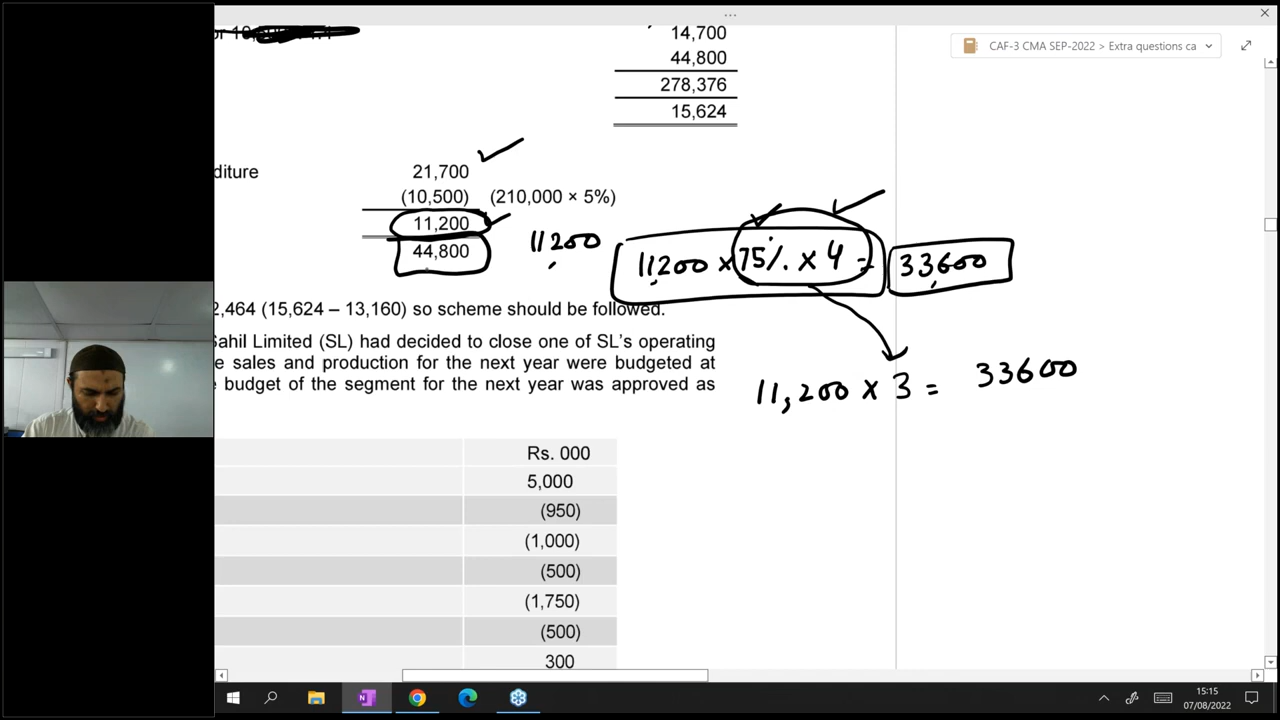 CAF-3 CMA SEP-2022 > Extra questions ca
14,700
44,800
278,376
15,624
diture 21,700
(10,500) (210,000 × 5%)
11,200
11200
44,800
11200 × 75% × 4 = 33600
2,464 (15,624 – 13,160) so scheme should be followed.
Sahil Limited (SL) had decided to close one of SL's operating
e sales and production for the next year were budgeted at
budget of the segment for the next year was approved as
11,200 × 3 = 33600
Rs. 000
5,000
(950)
(1,000)
(500)
(1,750)
(500)
300
15:15
07/08/2022